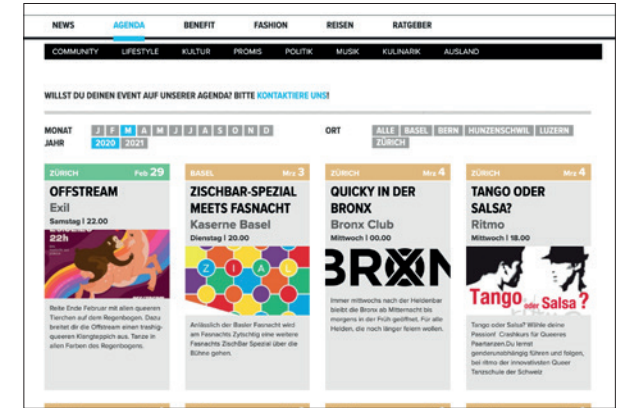 NEWS AGENDA BENEFIT FASHION REISEN RATGEBER
COMMUNITY LIFESTYLE KULTUR PROMIS POLITIK MUSIK KULINARIK AUSLAND
WILLST DU DEINEN EVENT AUF UNSERER AGENDA? BITTE KONTAKTIERE UNS!
MONAT J F M A M J J A S O N D
JAHR 2020 2021
ORT ALLE BASEL BERN HUNZENSCHWIL LUZERN
ZÜRICH
ZÜRICH Feb 29
OFFSTREAM
Exil
Samstag | 22.00
22h
Reite Ende Februar mit allen queeren
Tierchen auf dem Regenbogen. Dazu
breitet dir die Offstream einen trashig-
queeren Klangteppich aus. Tanze in
allen Farben des Regenbogens.
BASEL Mrz 3
ZISCHBAR-SPEZIAL
MEETS FASNACHT
Kaserne Basel
Dienstag | 20.00
Z I A L
Anlässlich der Basler Fasnacht wird
am Fasnachts Zyschtig eine weitere
Fasnachts ZischBar Spezial über die
Bühne gehen.
ZÜRICH Mrz 4
QUICKY IN DER
BRONX
Bronx Club
Mittwoch | 00.00
BRXN
Immer mittwochs nach der Heldenbar
bleibt die Bronx ab Mitternacht bis
morgens in der Früh geöffnet. Für alle
Helden, die noch länger feiern wollen.
ZÜRICH Mrz 4
TANGO ODER
SALSA?
Ritmo
Mittwoch | 18.00
Tango oder Salsa?
Tango oder Salsa? Wähle deine
Passion! Crashkurs für Queeres
Paartanzen.Du lernst
genderunabhängig führen und folgen,
bei ritmo der innovativsten Queer
Tanzschule der Schweiz